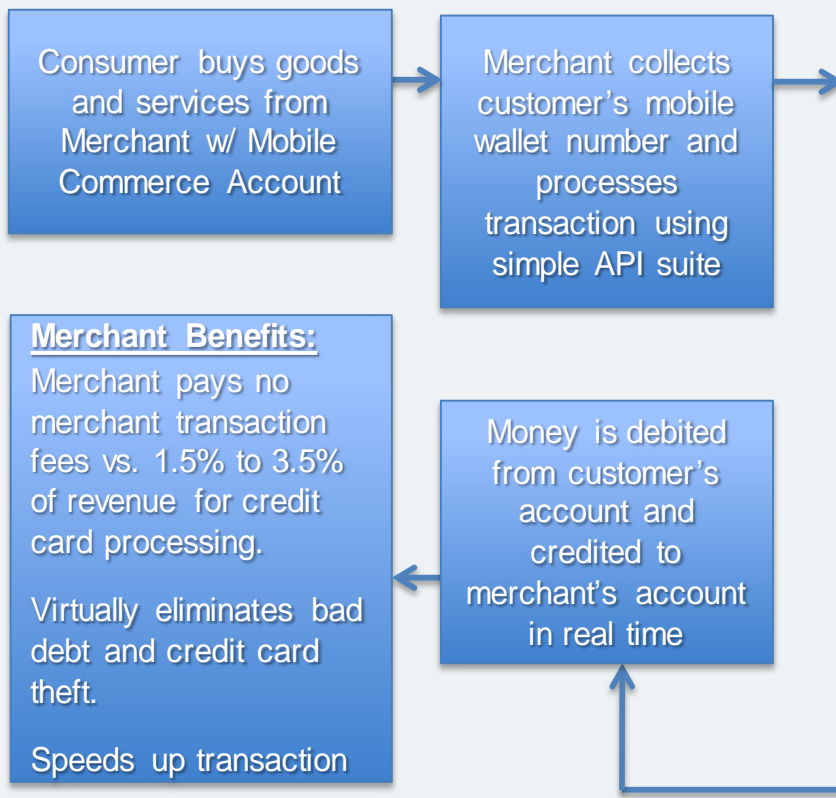 Consumer buys goods
and services from
Merchant w/ Mobile
Commerce Account
Merchant collects
customer’s mobile
wallet number and
processes
transaction using
simple API suite
Merchant Benefits:
Merchant pays no
merchant transaction
fees vs. 1.5% to 3.5%
of revenue for credit
card processing.
Virtually eliminates bad
debt and credit card
theft.
Speeds up transaction
Money is debited
from customer’s
account and
credited to
merchant’s account
in real time